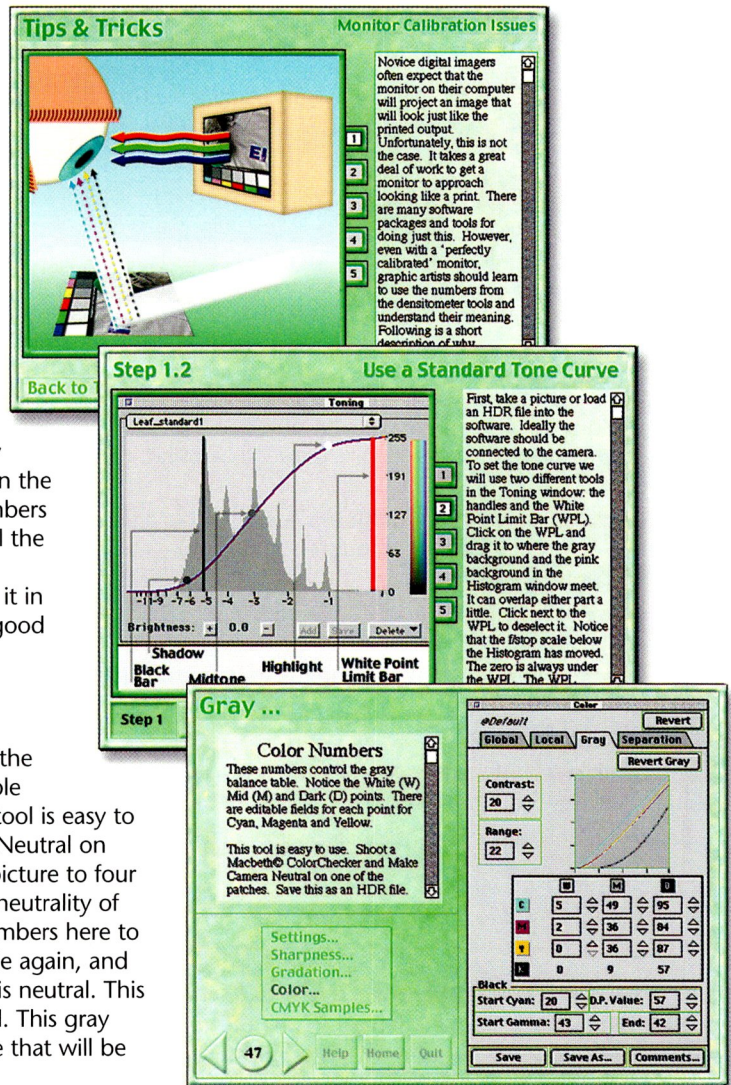 Tips & Tricks
Monitor Calibration Issues
Novice digital imagers
often expect that the
monitor on their computer
will project an image that
will look just like the
printed output.
Unfortunately, this is not
the case. It takes a great
deal of work to get a
monitor to approach
looking like a print. There
are many software
packages and tools for
doing just this. However,
even with a 'perfectly
calibrated' monitor,
graphic artists should learn
to use the numbers from
the densitometer tools and
understand their meaning.
Following is a short
description of why
1
2
3
4
5
EI
Back to
Step 1.2
Use a Standard Tone Curve
Toning
Leaf_standard1
255
191
127
63
0
-11 -9 -7 -6 -5 -4 -3 -2 -1
Brightness: + 0.0 - Add Save Delete
Shadow
Black
Bar
Midtone
Highlight
White Point
Limit Bar
Step 1
1
2
3
4
5
First, take a picture or load
an HDR file into the
software. Ideally the
software should be
connected to the camera.
To set the tone curve we
will use two different tools
in the Toning window: the
handles and the White
Point Limit Bar (WPL).
Click on the WPL and
drag it to where the gray
background and the pink
background in the
Histogram window meet.
It can overlap either part a
little. Click next to the
WPL to deselect it. Notice
that the f/stop scale below
the Histogram has moved.
The zero is always under
the WPL. The WPL
n the
nbers
l the
it in
good
the
ble
tool is easy to
Neutral on
picture to four
neutrality of
mbers here to
e again, and
is neutral. This
d. This gray
e that will be
Gray ...
Color Numbers
These numbers control the gray
balance table. Notice the White (W)
Mid (M) and Dark (D) points. There
are editable fields for each point for
Cyan, Magenta and Yellow.
This tool is easy to use. Shoot a
Macbeth© ColorChecker and Make
Camera Neutral on one of the
patches. Save this as an HDR file.
Settings...
Sharpness...
Gradation...
Color...
CMYK Samples...
47 Help Home Quit
Color
@Default Revert
Global Local Gray Separation
Revert Gray
Contrast:
20
Range:
22
W M D
C 5 49 95
M 2 36 84
Y 0 36 87
K 0 9 57
Black
Start Cyan: 20 D.P. Value: 57
Start Gamma: 43 End: 42
Save Save As... Comments...